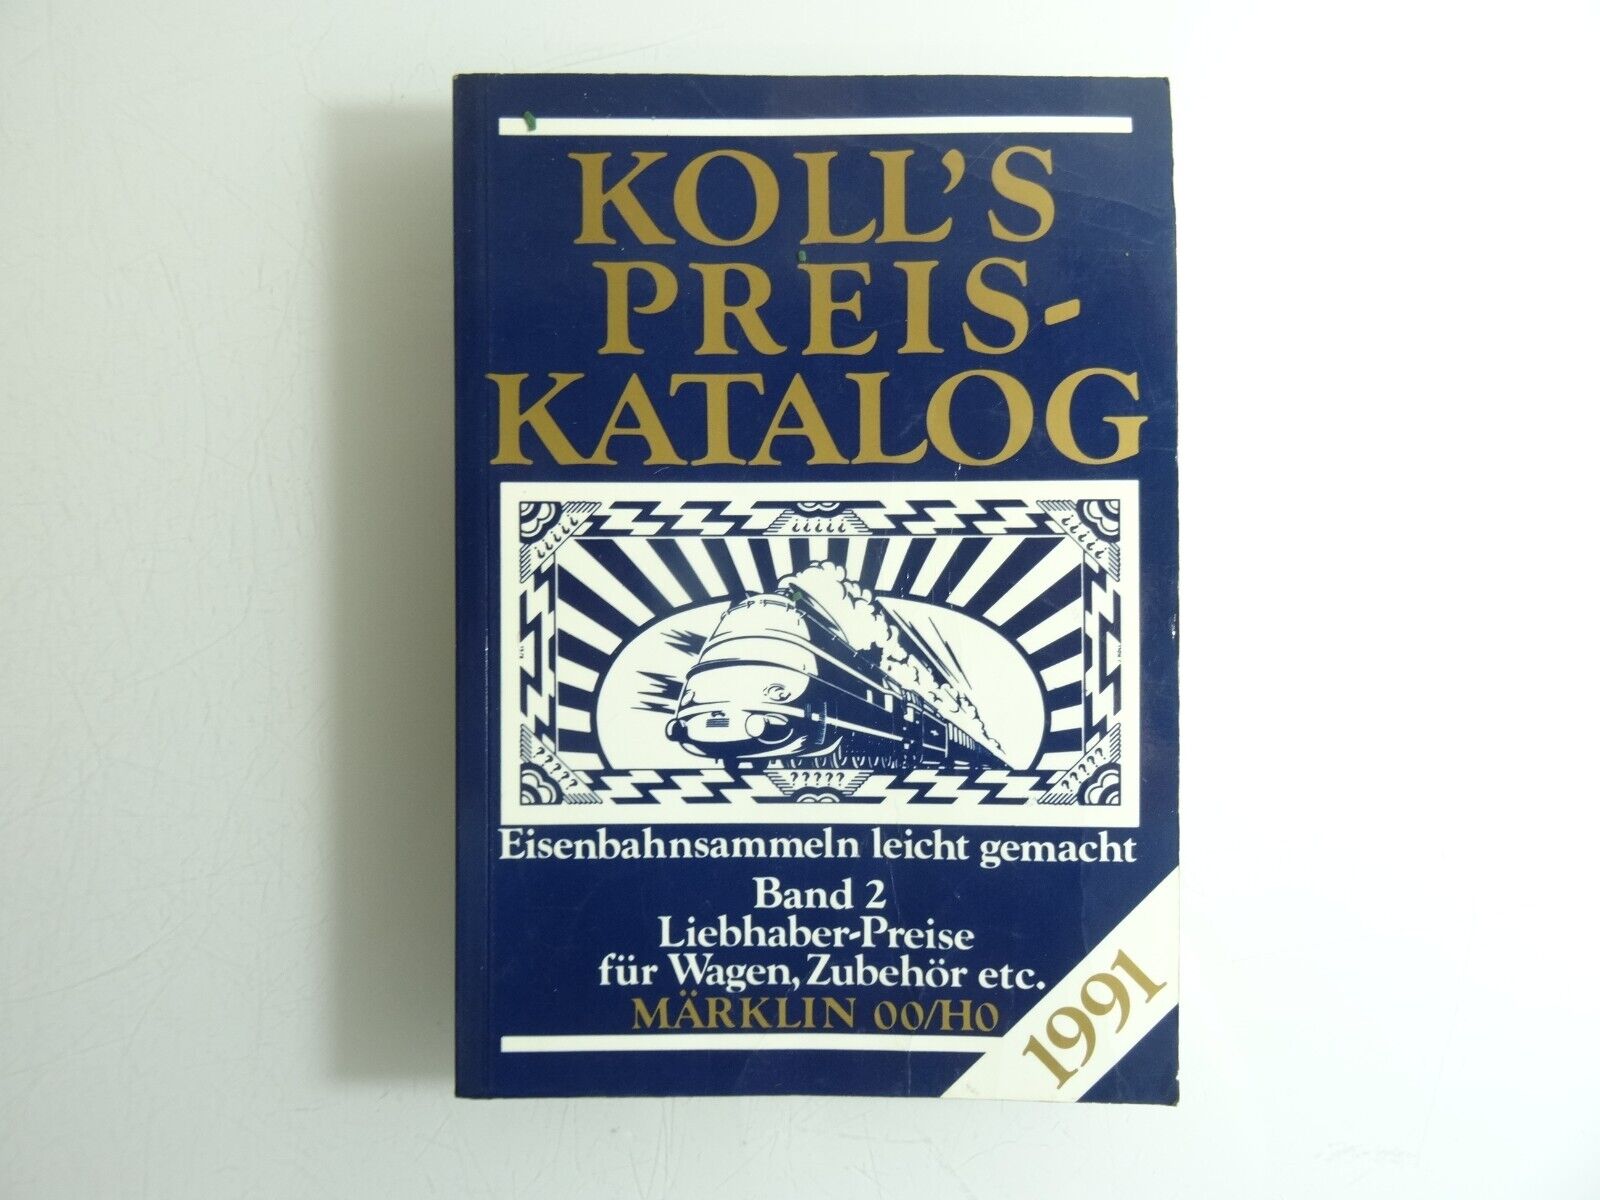 KOLL'S
PREIS-
KATALOG
¿¿¿¿¿
¿¿¿¿¿
¿¿¿¿¿
?????
?????
?????
Eisenbahnsammeln leicht gemacht
Band 2
Liebhaber-Preise
für Wagen, Zubehör etc.
MÄRKLIN 00/H0
1991